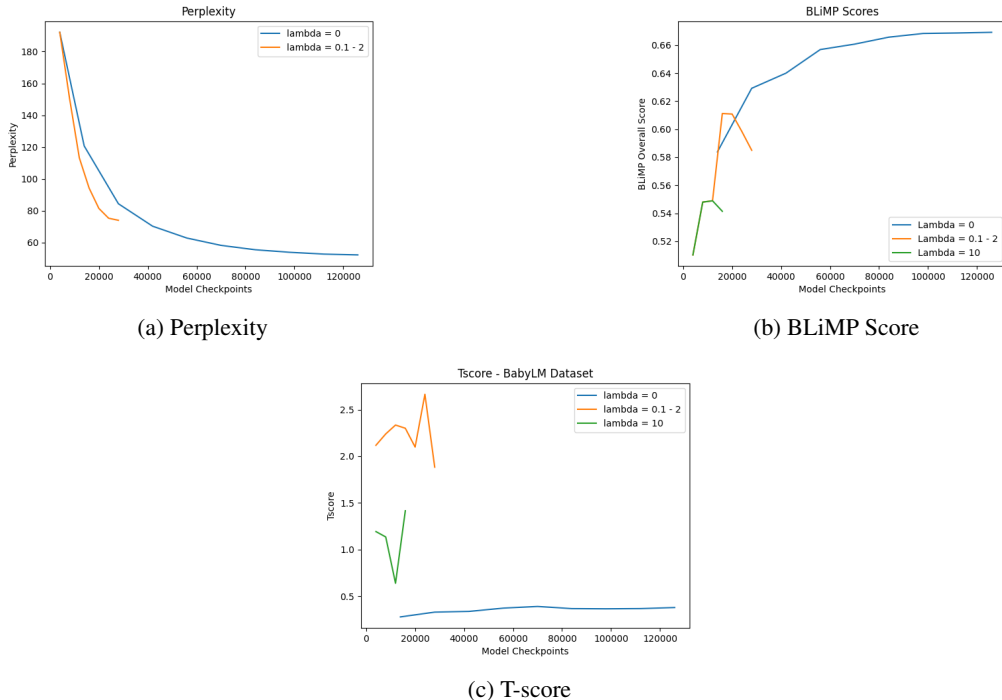 Perplexity
lambda = 0
lambda = 0.1 - 2
180
160
140
120
100
80
60
Perplexity
0 20000 40000 60000 80000 100000 120000
Model Checkpoints
(a) Perplexity
BLiMP Scores
0.66
0.64
0.62
0.60
0.58
0.56
0.54
0.52
BLiMP Overall Score
Lambda = 0
Lambda = 0.1 - 2
Lambda = 10
0 20000 40000 60000 80000 100000 120000
Model Checkpoints
(b) BLiMP Score
Tscore - BabyLM Dataset
lambda = 0
lambda = 0.1 - 2
lambda = 10
2.5
2.0
1.5
1.0
0.5
Tscore
0 20000 40000 60000 80000 100000 120000
Model Checkpoints
(c) T-score